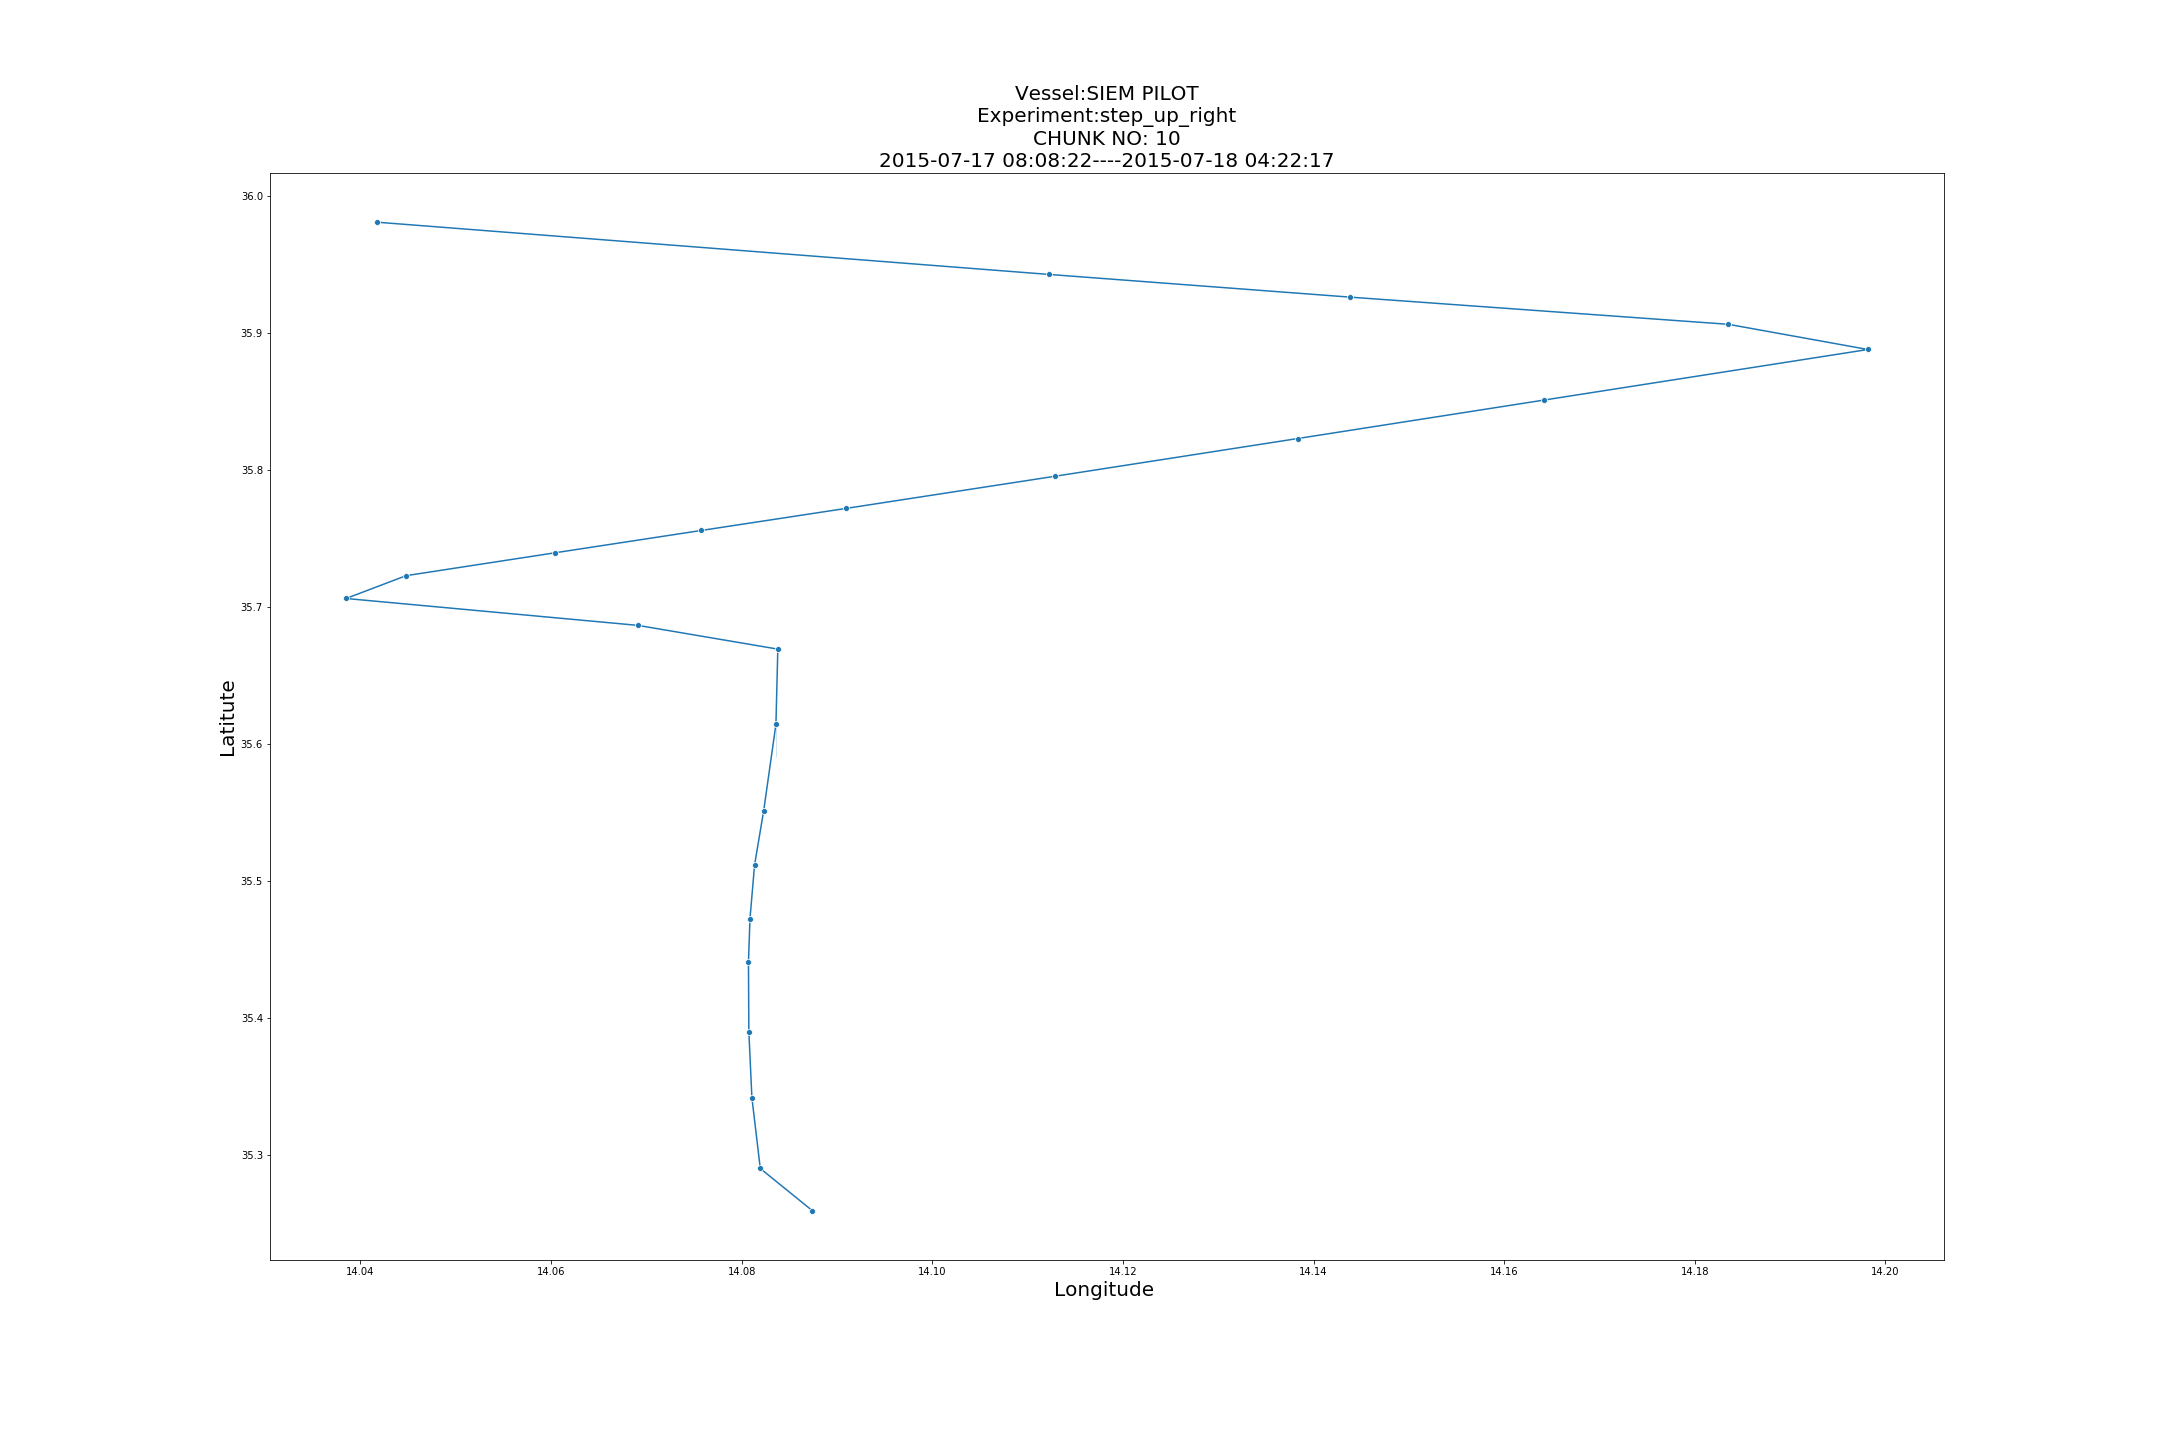 Vessel:SIEM PILOT
Experiment:step_up_right
CHUNK NO: 10
2015-07-17 08:08:22----2015-07-18 04:22:17
36.0
35.9
35.8
35.7
35.6
35.5
35.4
35.3
Latitute
14.04 14.06 14.08 14.10 14.12 14.14 14.16 14.18 14.20
Longitude